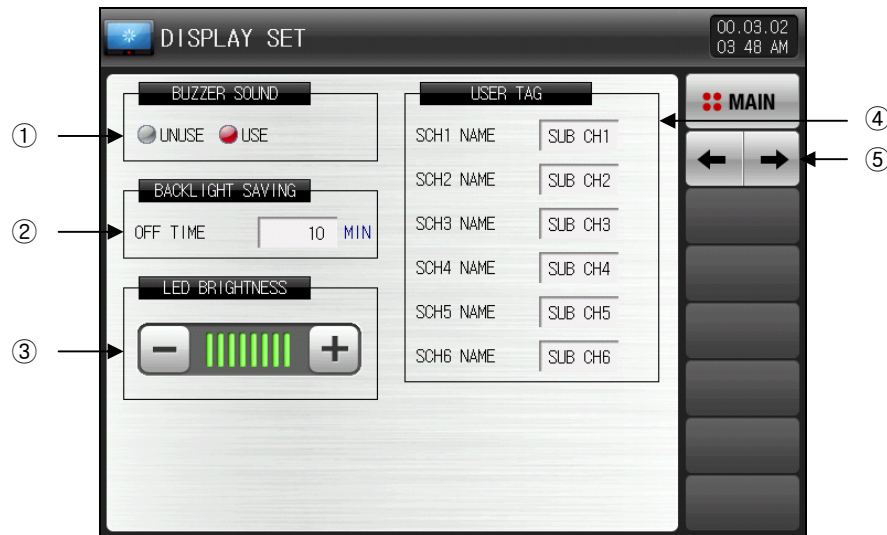 DISPLAY SET
00.03.02
03 48 AM
BUZZER SOUND
① UNUSE USE
BACKLIGHT SAVING
② OFF TIME 10 MIN
LED BRIGHTNESS
③ − +
USER TAG
④
SCH1 NAME SUB CH1
SCH2 NAME SUB CH2
SCH3 NAME SUB CH3
SCH4 NAME SUB CH4
SCH5 NAME SUB CH5
SCH6 NAME SUB CH6
MAIN
← → ⑤